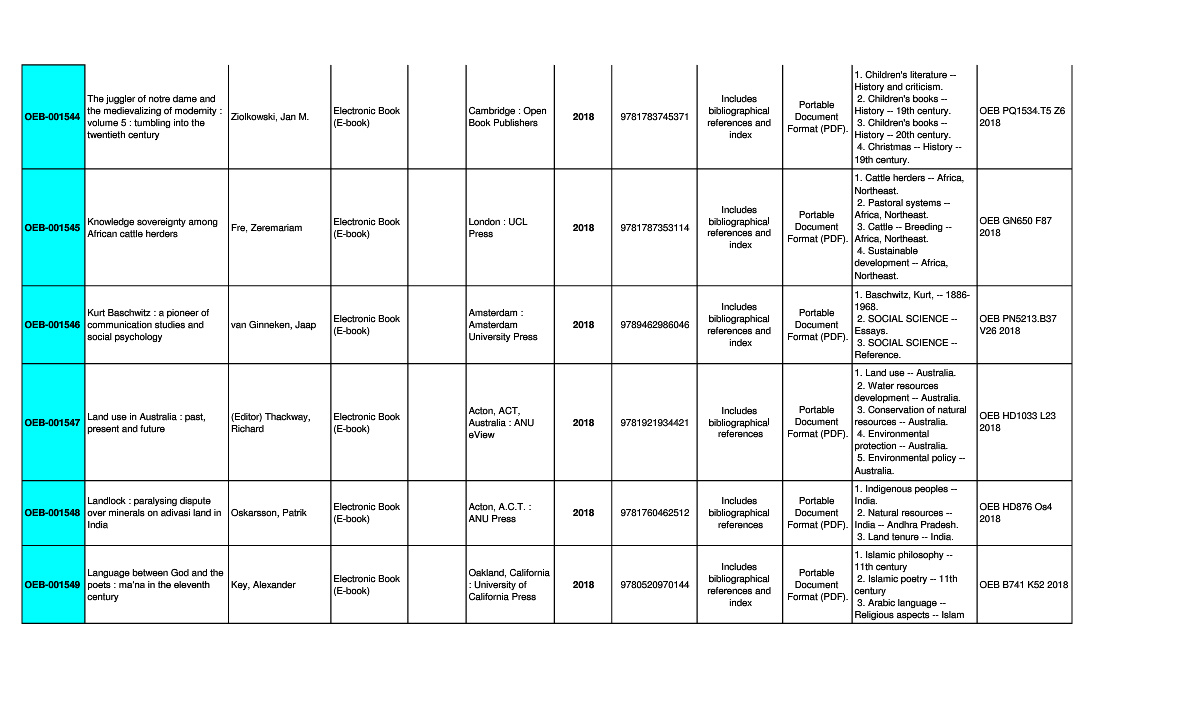 OEB-001544
The juggler of notre dame and
the medievalizing of modernity :
volume 5 : tumbling into the
twentieth century
Ziolkowski, Jan M.
Electronic Book
(E-book)
Cambridge : Open
Book Publishers
2018
9781783745371
Includes
bibliographical
references and
index
Portable
Document
Format (PDF).
1. Children's literature --
History and criticism.
2. Children's books --
History -- 19th century.
3. Children's books --
History -- 20th century.
4. Christmas -- History --
19th century.
OEB PQ1534.T5 Z6
2018
OEB-001545
Knowledge sovereignty among
African cattle herders
Fre, Zeremariam
Electronic Book
(E-book)
London : UCL
Press
2018
9781787353114
Includes
bibliographical
references and
index
Portable
Document
Format (PDF).
1. Cattle herders -- Africa,
Northeast.
2. Pastoral systems --
Africa, Northeast.
3. Cattle -- Breeding --
Africa, Northeast.
4. Sustainable
development -- Africa,
Northeast.
OEB GN650 F87
2018
OEB-001546
Kurt Baschwitz : a pioneer of
communication studies and
social psychology
van Ginneken, Jaap
Electronic Book
(E-book)
Amsterdam :
Amsterdam
University Press
2018
9789462986046
Includes
bibliographical
references and
index
Portable
Document
Format (PDF).
1. Baschwitz, Kurt, -- 1886-
1968.
2. SOCIAL SCIENCE --
Essays.
3. SOCIAL SCIENCE --
Reference.
OEB PN5213.B37
V26 2018
OEB-001547
Land use in Australia : past,
present and future
(Editor) Thackway,
Richard
Electronic Book
(E-book)
Acton, ACT,
Australia : ANU
eView
2018
9781921934421
Includes
bibliographical
references
Portable
Document
Format (PDF).
1. Land use -- Australia.
2. Water resources
development -- Australia.
3. Conservation of natural
resources -- Australia.
4. Environmental
protection -- Australia.
5. Environmental policy --
Australia.
OEB HD1033 L23
2018
OEB-001548
Landlock : paralysing dispute
over minerals on adivasi land in
India
Oskarsson, Patrik
Electronic Book
(E-book)
Acton, A.C.T. :
ANU Press
2018
9781760462512
Includes
bibliographical
references
Portable
Document
Format (PDF).
1. Indigenous peoples --
India.
2. Natural resources --
India -- Andhra Pradesh.
3. Land tenure -- India.
OEB HD876 Os4
2018
OEB-001549
Language between God and the
poets : ma'na in the eleventh
century
Key, Alexander
Electronic Book
(E-book)
Oakland, California
: University of
California Press
2018
9780520970144
Includes
bibliographical
references and
index
Portable
Document
Format (PDF).
1. Islamic philosophy --
11th century
2. Islamic poetry -- 11th
century
3. Arabic language --
Religious aspects -- Islam
OEB B741 K52 2018